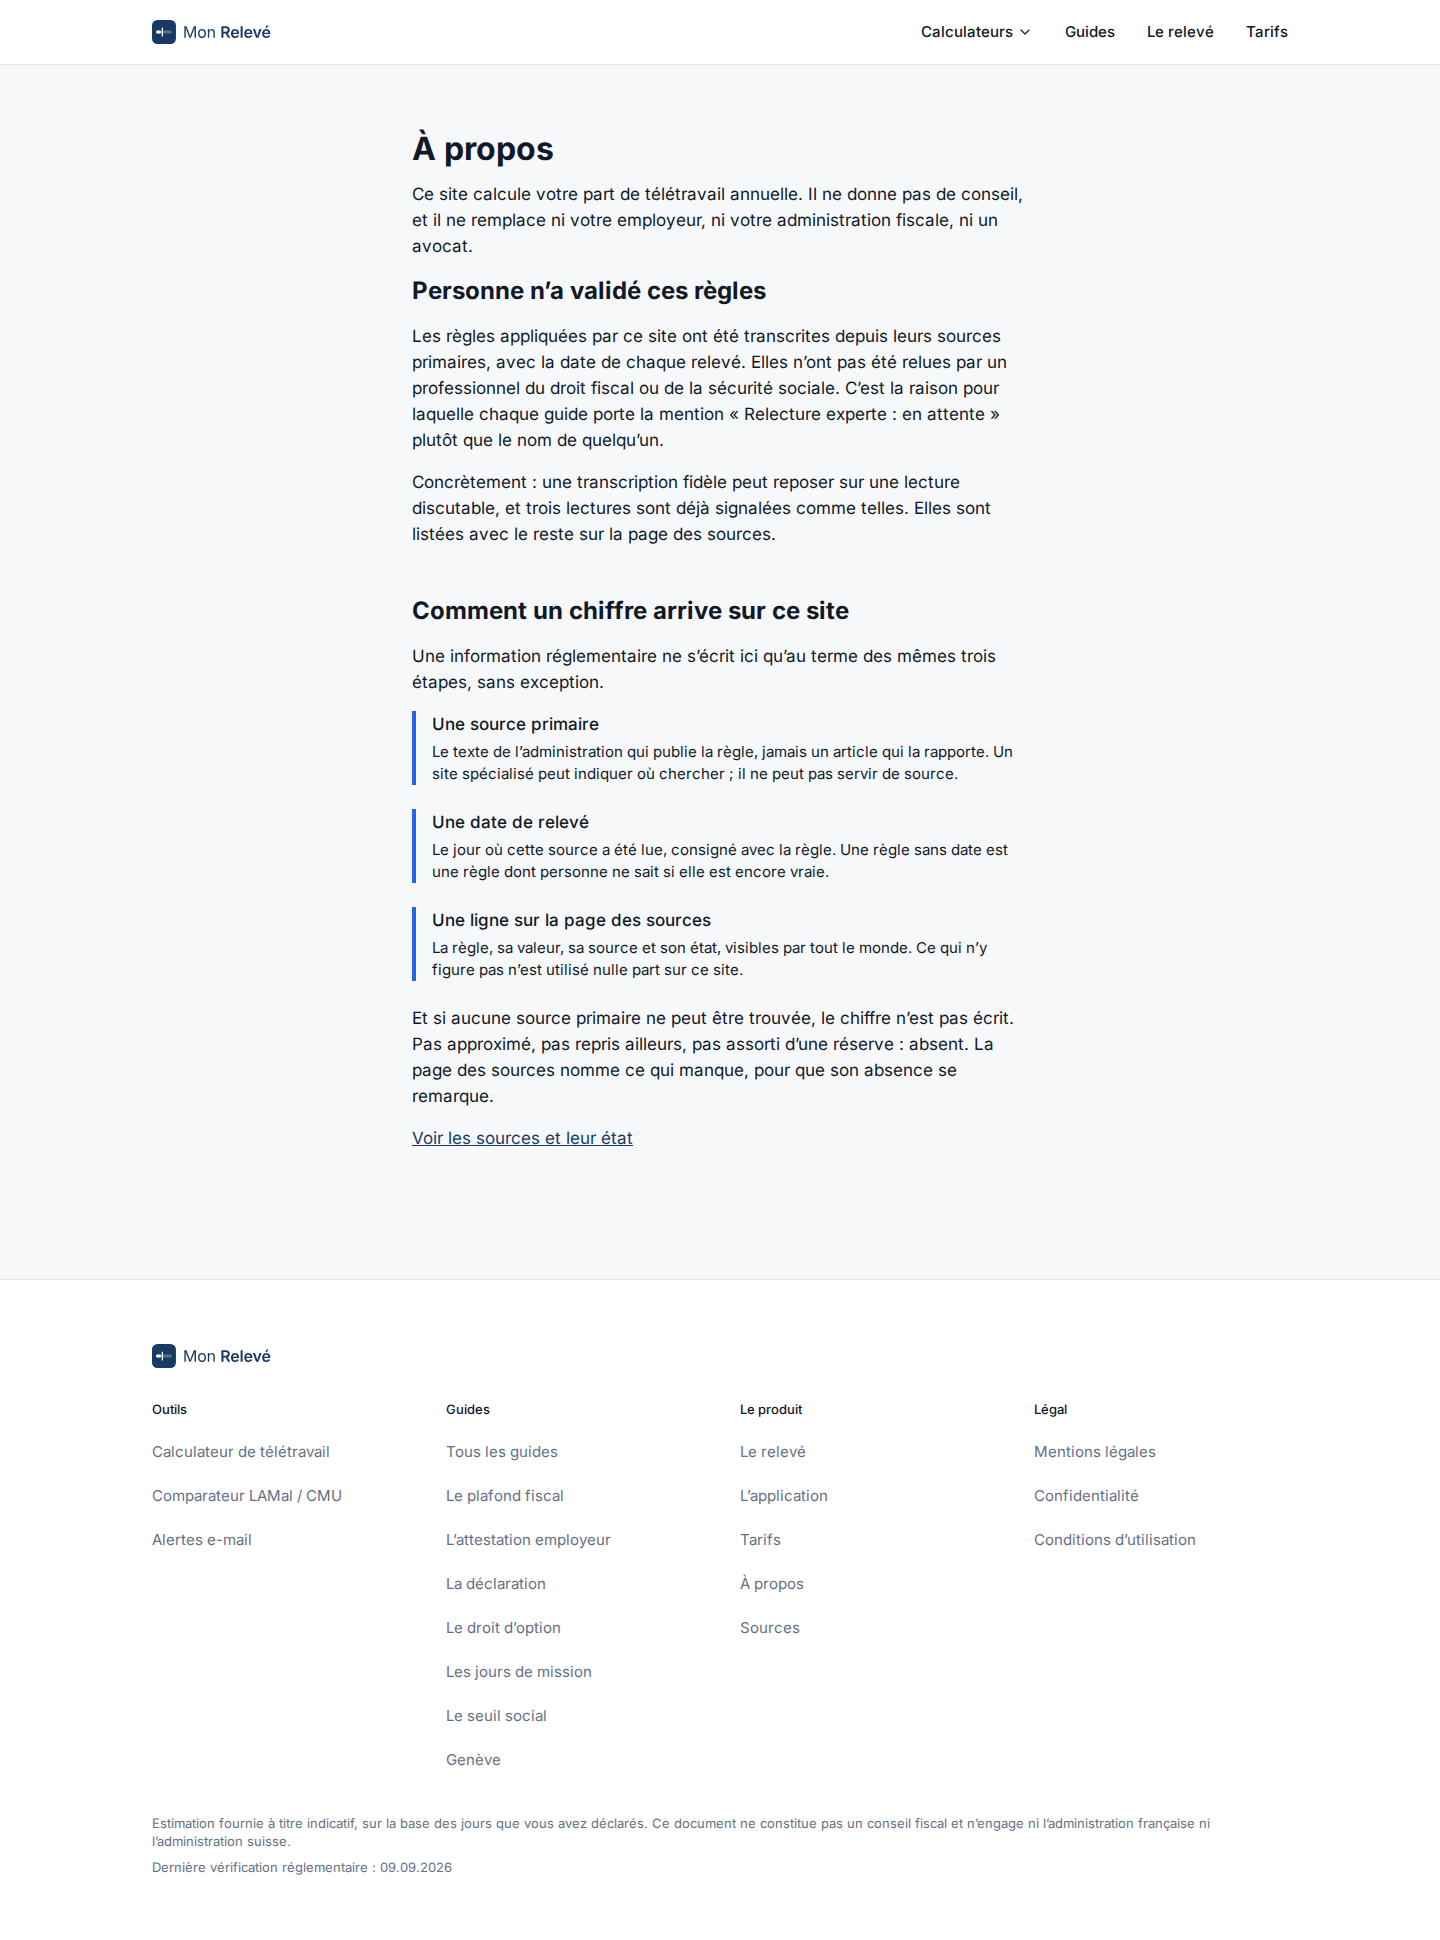 Mon Relevé
Calculateurs
Guides
Le relevé
Tarifs
À propos
Ce site calcule votre part de télétravail annuelle. Il ne donne pas de conseil,
et il ne remplace ni votre employeur, ni votre administration fiscale, ni un
avocat.
Personne n’a validé ces règles
Les règles appliquées par ce site ont été transcrites depuis leurs sources
primaires, avec la date de chaque relevé. Elles n’ont pas été relues par un
professionnel du droit fiscal ou de la sécurité sociale. C’est la raison pour
laquelle chaque guide porte la mention « Relecture experte : en attente »
plutôt que le nom de quelqu’un.
Concrètement : une transcription fidèle peut reposer sur une lecture
discutable, et trois lectures sont déjà signalées comme telles. Elles sont
listées avec le reste sur la page des sources.
Comment un chiffre arrive sur ce site
Une information réglementaire ne s’écrit ici qu’au terme des mêmes trois
étapes, sans exception.
Une source primaire
Le texte de l’administration qui publie la règle, jamais un article qui la rapporte. Un
site spécialisé peut indiquer où chercher ; il ne peut pas servir de source.
Une date de relevé
Le jour où cette source a été lue, consigné avec la règle. Une règle sans date est
une règle dont personne ne sait si elle est encore vraie.
Une ligne sur la page des sources
La règle, sa valeur, sa source et son état, visibles par tout le monde. Ce qui n’y
figure pas n’est utilisé nulle part sur ce site.
Et si aucune source primaire ne peut être trouvée, le chiffre n’est pas écrit.
Pas approximé, pas repris ailleurs, pas assorti d’une réserve : absent. La
page des sources nomme ce qui manque, pour que son absence se
remarque.
Voir les sources et leur état
Mon Relevé
Outils
Calculateur de télétravail
Comparateur LAMal / CMU
Alertes e-mail
Guides
Tous les guides
Le plafond fiscal
L’attestation employeur
La déclaration
Le droit d’option
Les jours de mission
Le seuil social
Genève
Le produit
Le relevé
L’application
Tarifs
À propos
Sources
Légal
Mentions légales
Confidentialité
Conditions d’utilisation
Estimation fournie à titre indicatif, sur la base des jours que vous avez déclarés. Ce document ne constitue pas un conseil fiscal et n’engage ni l’administration française ni
l’administration suisse.
Dernière vérification réglementaire : 09.09.2026